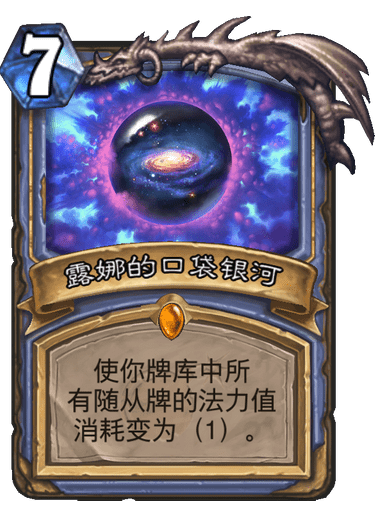 7
露娜的口袋银河
使你牌库中所
有随从牌的法力值
消耗变为（1）。